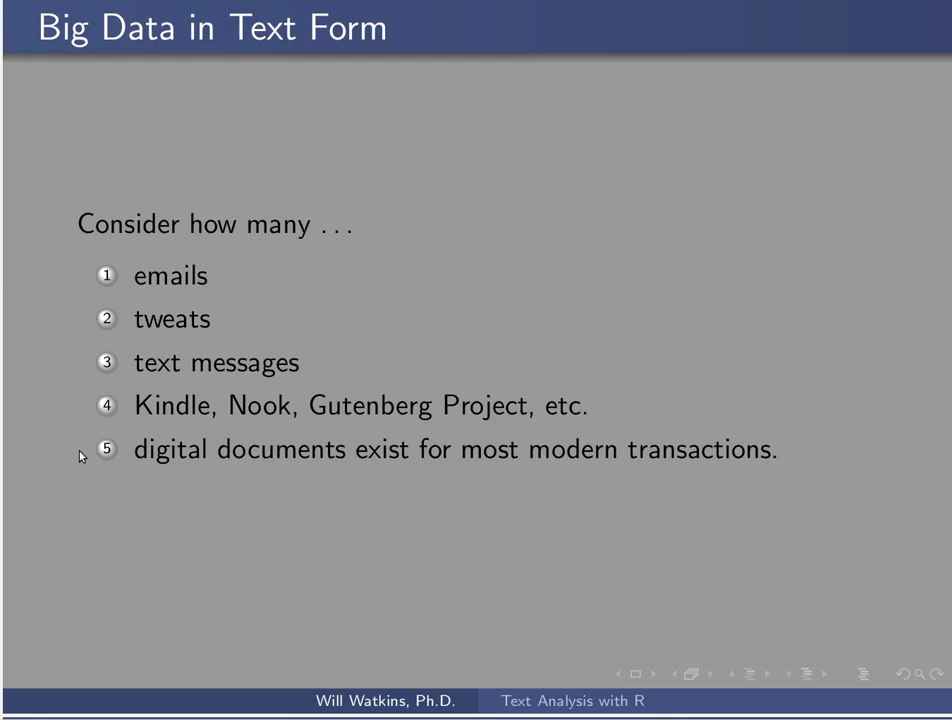 Big Data in Text Form
Consider how many . . .
1 emails
2 tweats
3 text messages
4 Kindle, Nook, Gutenberg Project, etc.
5 digital documents exist for most modern transactions.
Will Watkins, Ph.D. Text Analysis with R